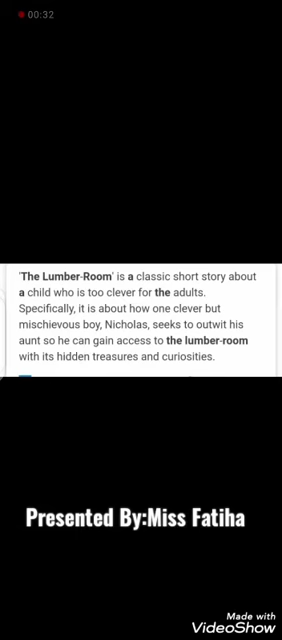 00:32
'The Lumber-Room' is a classic short story about
a child who is too clever for the adults.
Specifically, it is about how one clever but
mischievous boy, Nicholas, seeks to outwit his
aunt so he can gain access to the lumber-room
with its hidden treasures and curiosities.
Presented By:Miss Fatiha
Made with
VideoShow